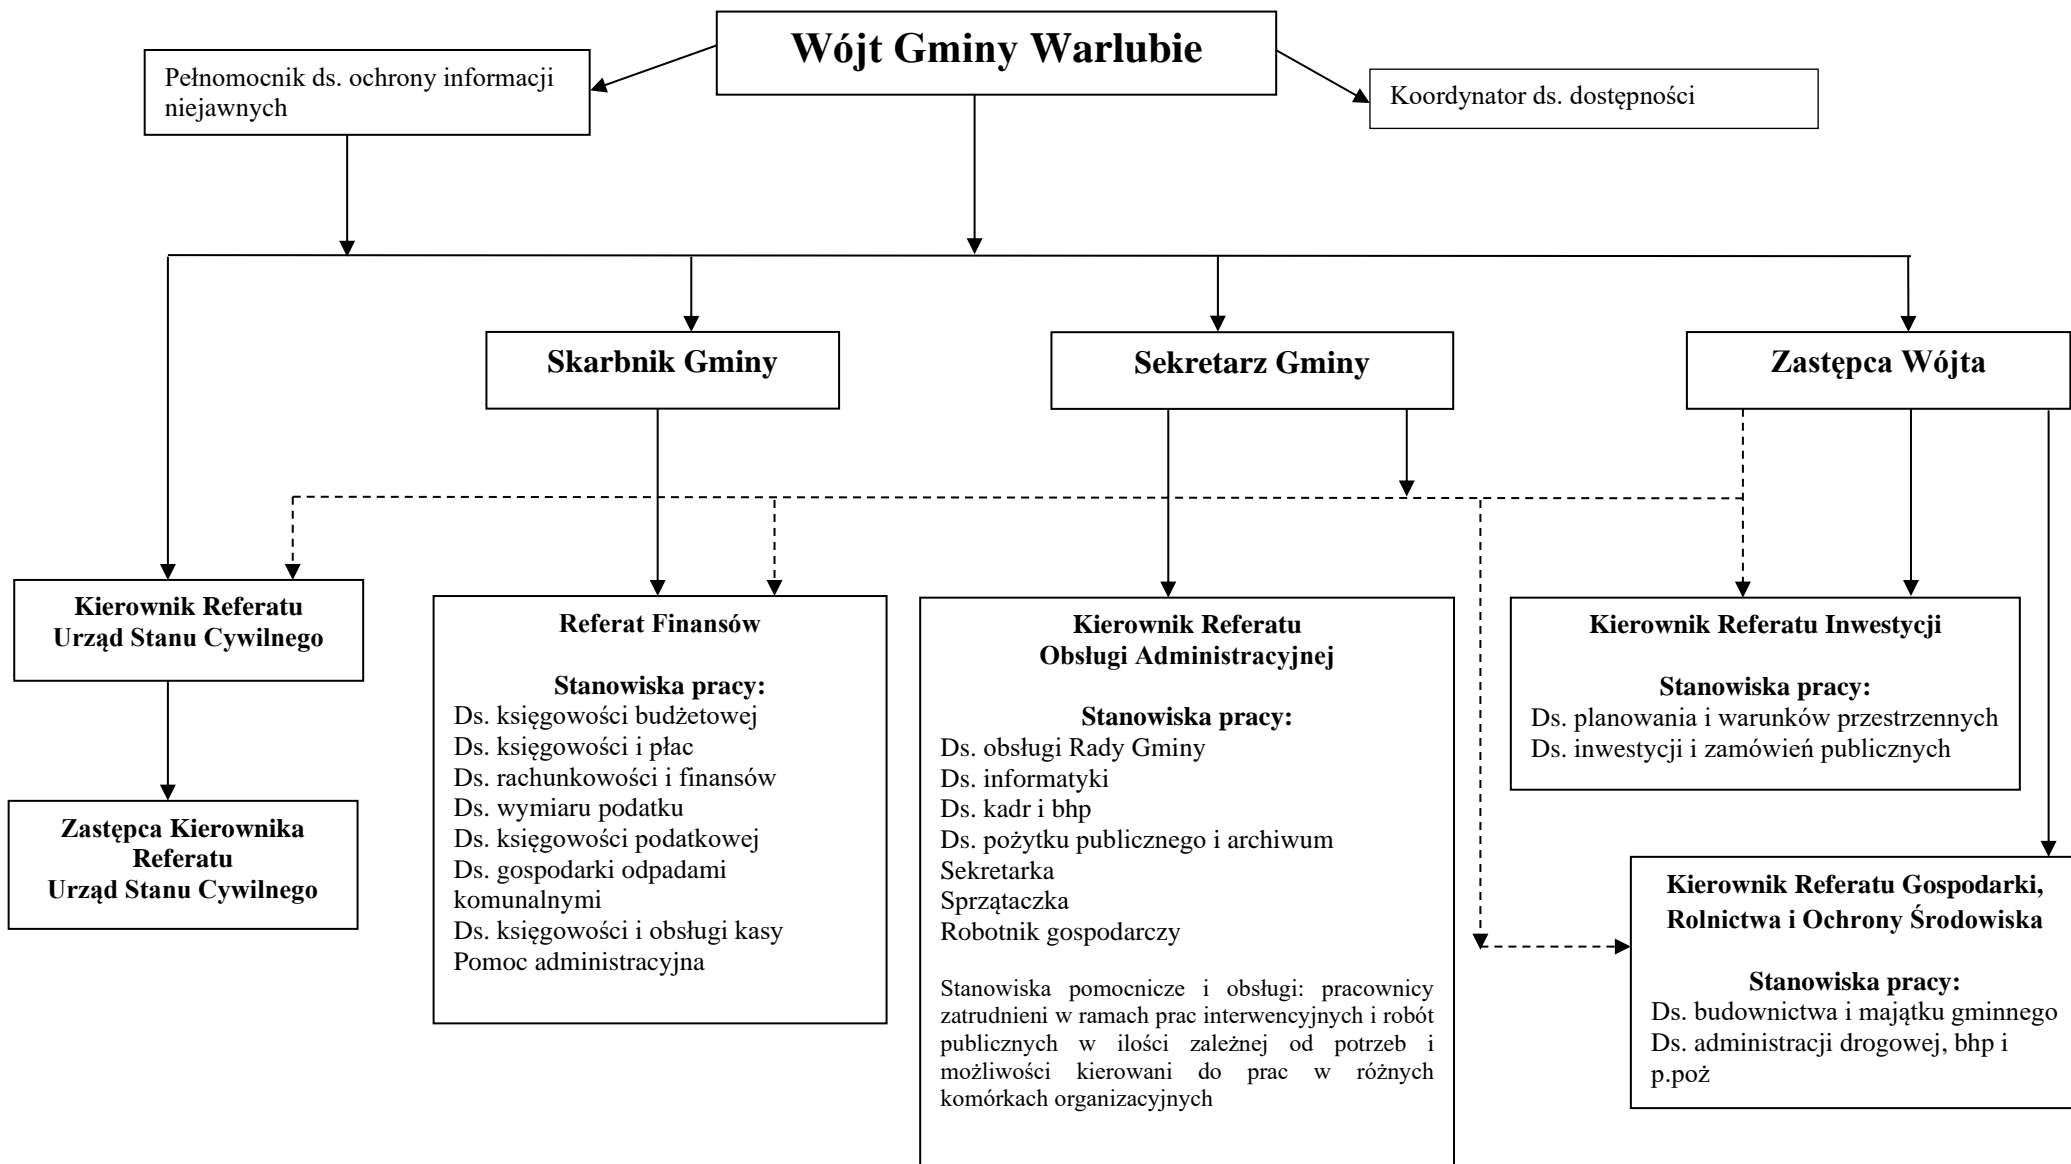 Wójt Gminy Warlubie
Pełnomocnik ds. ochrony informacji
niejawnych
Koordynator ds. dostępności
Skarbnik Gminy
Sekretarz Gminy
Zastępca Wójta
Kierownik Referatu
Urząd Stanu Cywilnego
Zastępca Kierownika
Referatu
Urząd Stanu Cywilnego
Referat Finansów
Stanowiska pracy:
Ds. księgowości budżetowej
Ds. księgowości i płac
Ds. rachunkowości i finansów
Ds. wymiaru podatku
Ds. księgowości podatkowej
Ds. gospodarki odpadami
komunalnymi
Ds. księgowości i obsługi kasy
Pomoc administracyjna
Kierownik Referatu
Obsługi Administracyjnej
Stanowiska pracy:
Ds. obsługi Rady Gminy
Ds. informatyki
Ds. kadr i bhp
Ds. pożytku publicznego i archiwum
Sekretarka
Sprzątaczka
Robotnik gospodarczy
Stanowiska pomocnicze i obsługi: pracownicy
zatrudnieni w ramach prac interwencyjnych i robót
publicznych w ilości zależnej od potrzeb i
możliwości kierowani do prac w różnych
komórkach organizacyjnych
Kierownik Referatu Inwestycji
Stanowiska pracy:
Ds. planowania i warunków przestrzennych
Ds. inwestycji i zamówień publicznych
Kierownik Referatu Gospodarki,
Rolnictwa i Ochrony Środowiska
Stanowiska pracy:
Ds. budownictwa i majątku gminnego
Ds. administracji drogowej, bhp i
p.poż